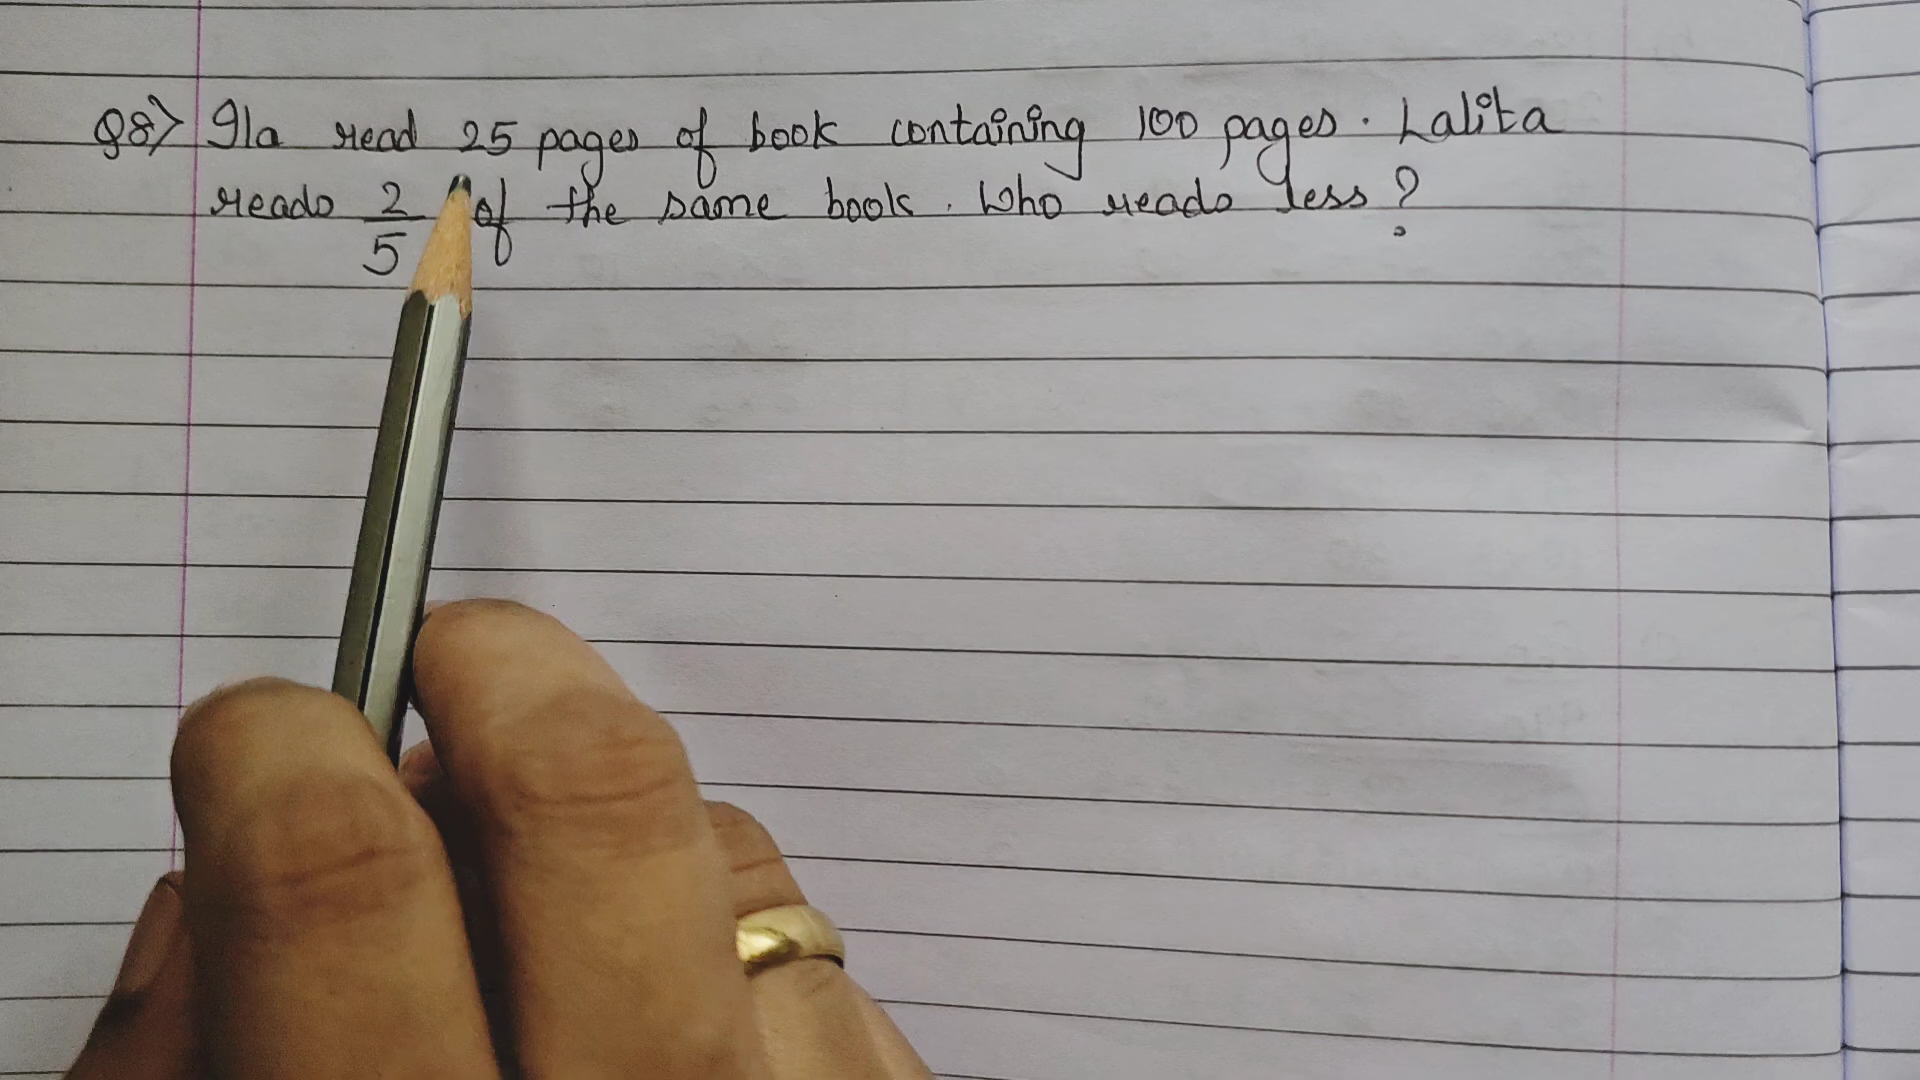 Q8> Ila read 25 pages of book containing 100 pages. Lalita
reads 2/5 of the same book. Who reads less?